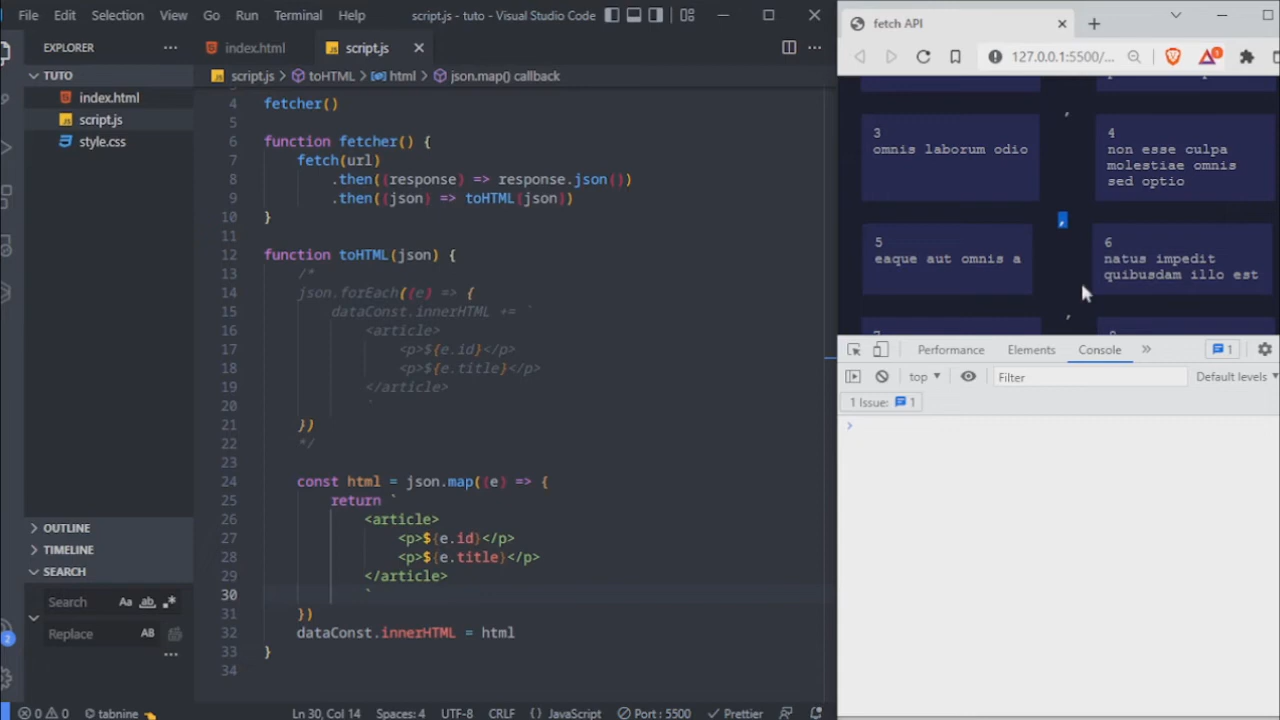 File Edit Selection View Go Run Terminal Help script.js - tuto - Visual Studio Code
EXPLORER
TUTO
index.html
script.js
style.css
OUTLINE
TIMELINE
SEARCH
Search Aa ab
Replace AB
2
index.html script.js
script.js > toHTML > html > json.map() callback
4 fetcher()
5
6 function fetcher() {
7 fetch(url)
8 .then((response) => response.json())
9 .then((json) => toHTML(json))
10 }
11
12 function toHTML(json) {
13 /*
14 json.forEach((e) => {
15 dataConst.innerHTML += `
16 <article>
17 <p>${e.id}</p>
18 <p>${e.title}</p>
19 </article>
20 `
21 })
22 */
23
24 const html = json.map((e) => {
25 return `
26 <article>
27 <p>${e.id}</p>
28 <p>${e.title}</p>
29 </article>
30 `
31 })
32 dataConst.innerHTML = html
33 }
34
0 0 tabnine Ln 30, Col 14 Spaces: 4 UTF-8 CRLF {} JavaScript Port : 5500 Prettier
fetch API
127.0.0.1:5500/...
1
,
3
omnis laborum odio
4
non esse culpa
molestiae omnis
sed optio
,
5
eaque aut omnis a
6
natus impedit
quibusdam illo est
,
Performance Elements Console 1
top Filter Default levels
1 Issue: 1